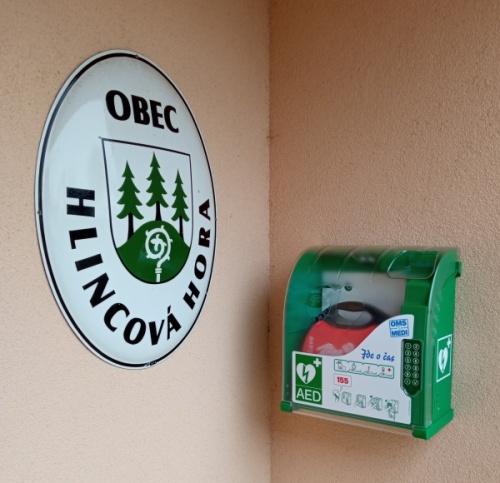 OBEC
HLINCOVÁ HORA
OMS
MEDI
Jde o čas
155
AED